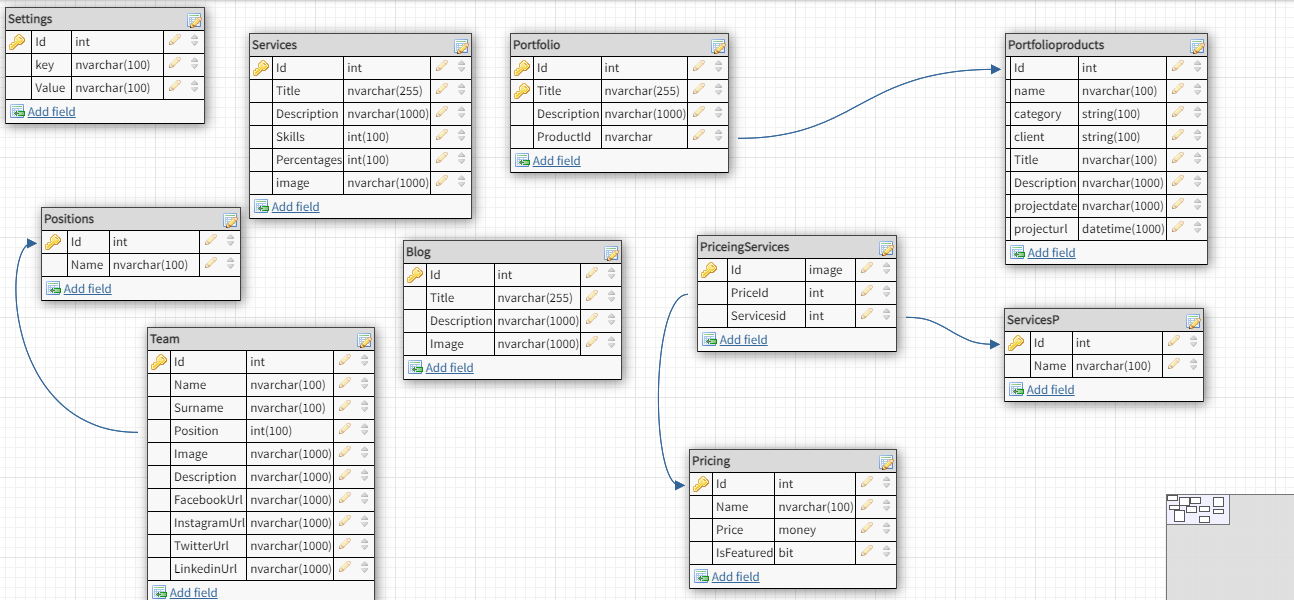 Settings
Id int
key nvarchar(100)
Value nvarchar(100)
Add field
Services
Id int
Title nvarchar(255)
Description nvarchar(1000)
Skills int(100)
Percentages int(100)
image nvarchar(1000)
Add field
Portfolio
Id int
Title nvarchar(255)
Description nvarchar(1000)
ProductId nvarchar
Add field
Portfolioproducts
Id int
name nvarchar(100)
category string(100)
client string(100)
Title nvarchar(100)
Description nvarchar(1000)
projectdate nvarchar(1000)
projecturl datetime(1000)
Add field
Positions
Id int
Name nvarchar(100)
Add field
Blog
Id int
Title nvarchar(255)
Description nvarchar(1000)
Image nvarchar(1000)
Add field
PriceingServices
Id image
PriceId int
Servicesid int
Add field
ServicesP
Id int
Name nvarchar(100)
Add field
Team
Id int
Name nvarchar(100)
Surname nvarchar(100)
Position int(100)
Image nvarchar(1000)
Description nvarchar(1000)
FacebookUrl nvarchar(1000)
InstagramUrl nvarchar(1000)
TwitterUrl nvarchar(1000)
LinkedinUrl nvarchar(1000)
Add field
Pricing
Id int
Name nvarchar(100)
Price money
IsFeatured bit
Add field